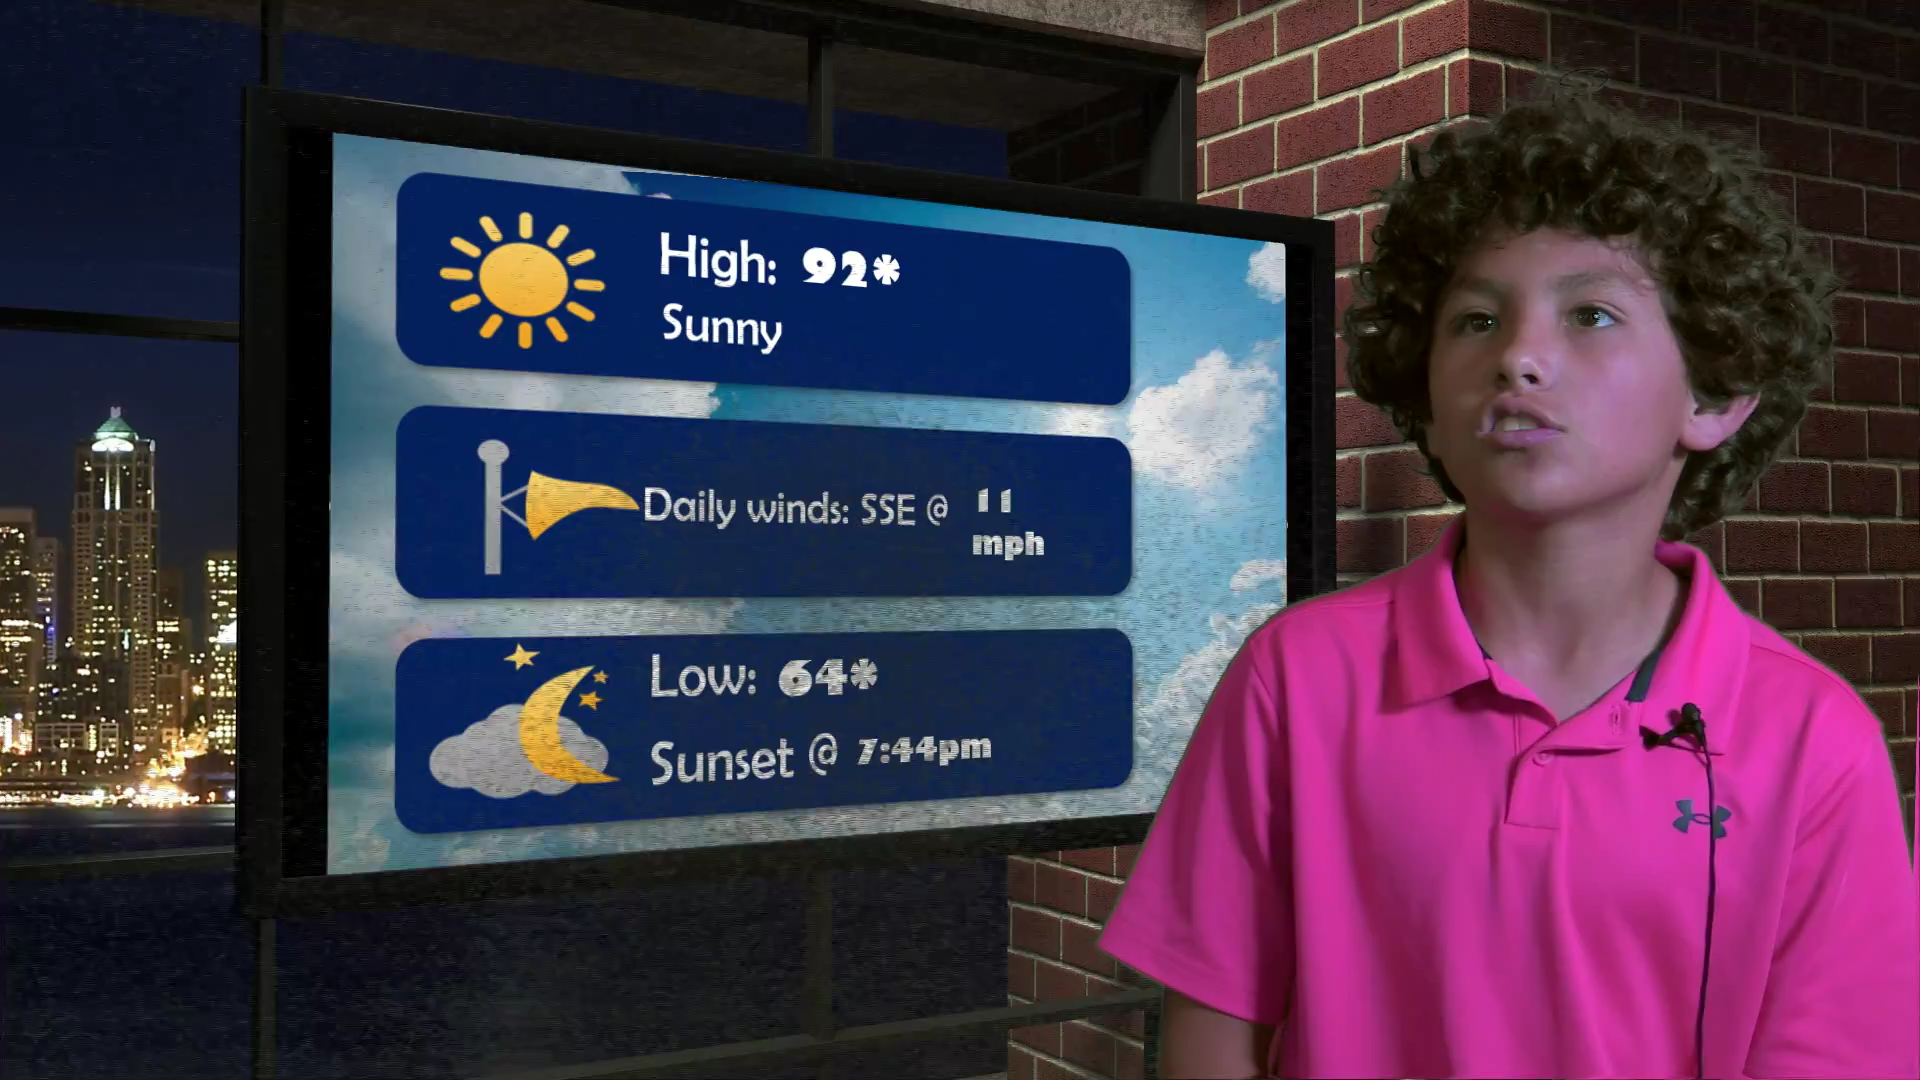 High: 92*
Sunny
Daily winds: SSE @ 11
mph
Low: 64*
Sunset @ 7:44pm